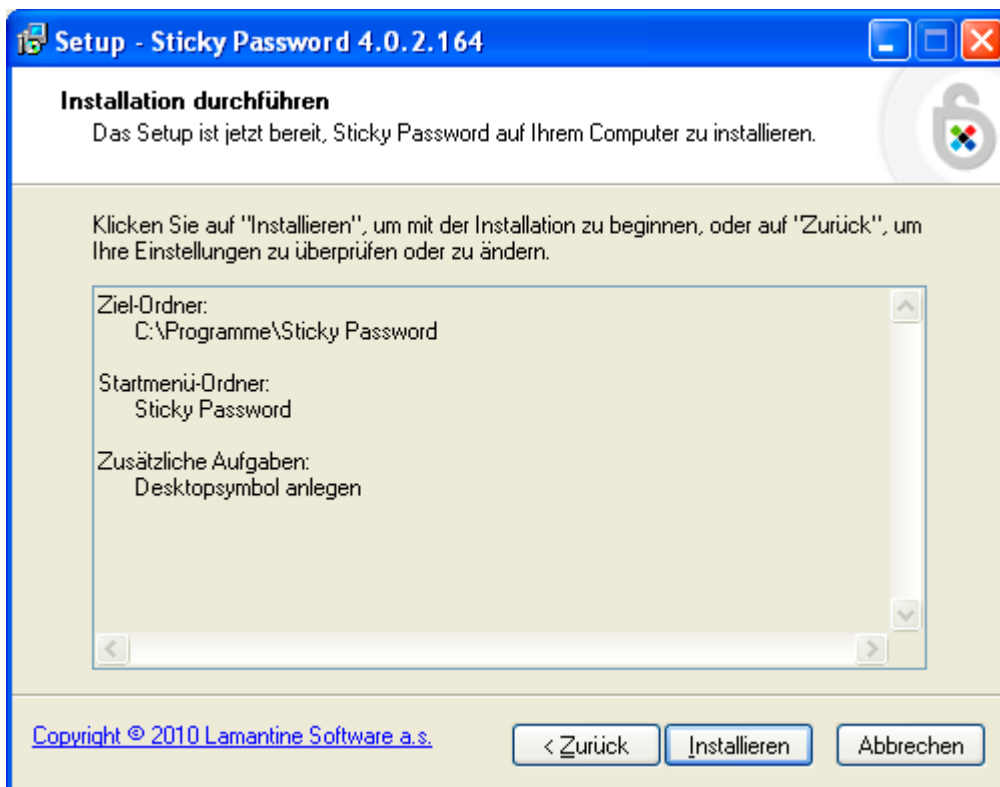 Setup - Sticky Password 4.0.2.164
Installation durchführen
Das Setup ist jetzt bereit, Sticky Password auf Ihrem Computer zu installieren.
Klicken Sie auf "Installieren", um mit der Installation zu beginnen, oder auf "Zurück", um
Ihre Einstellungen zu überprüfen oder zu ändern.
Ziel-Ordner:
C:\Programme\Sticky Password
Startmenü-Ordner:
Sticky Password
Zusätzliche Aufgaben:
Desktopsymbol anlegen
Copyright © 2010 Lamantine Software a.s.
< Zurück
Installieren
Abbrechen